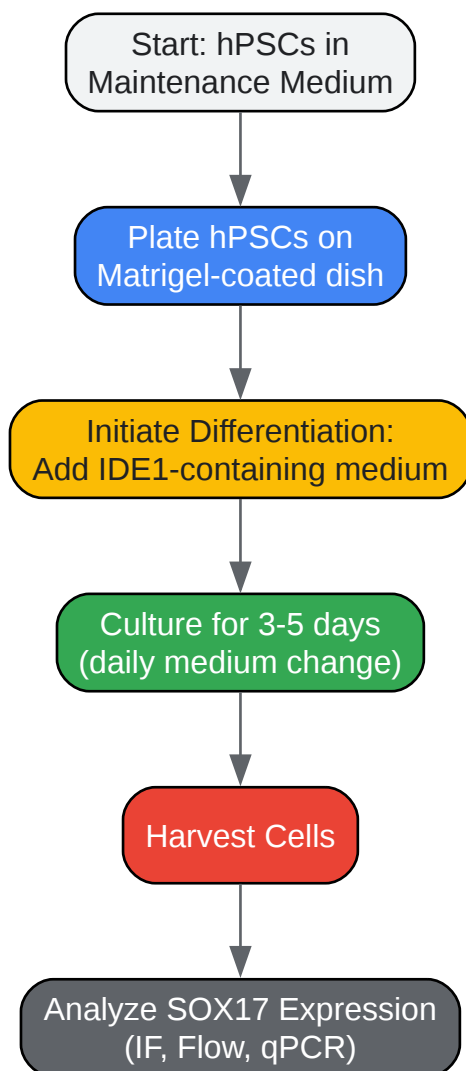 Start: hPSCs in
Maintenance Medium
Plate hPSCs on
Matrigel-coated dish
Initiate Differentiation:
Add IDE1-containing medium
Culture for 3-5 days
(daily medium change)
Harvest Cells
Analyze SOX17 Expression
(IF, Flow, qPCR)